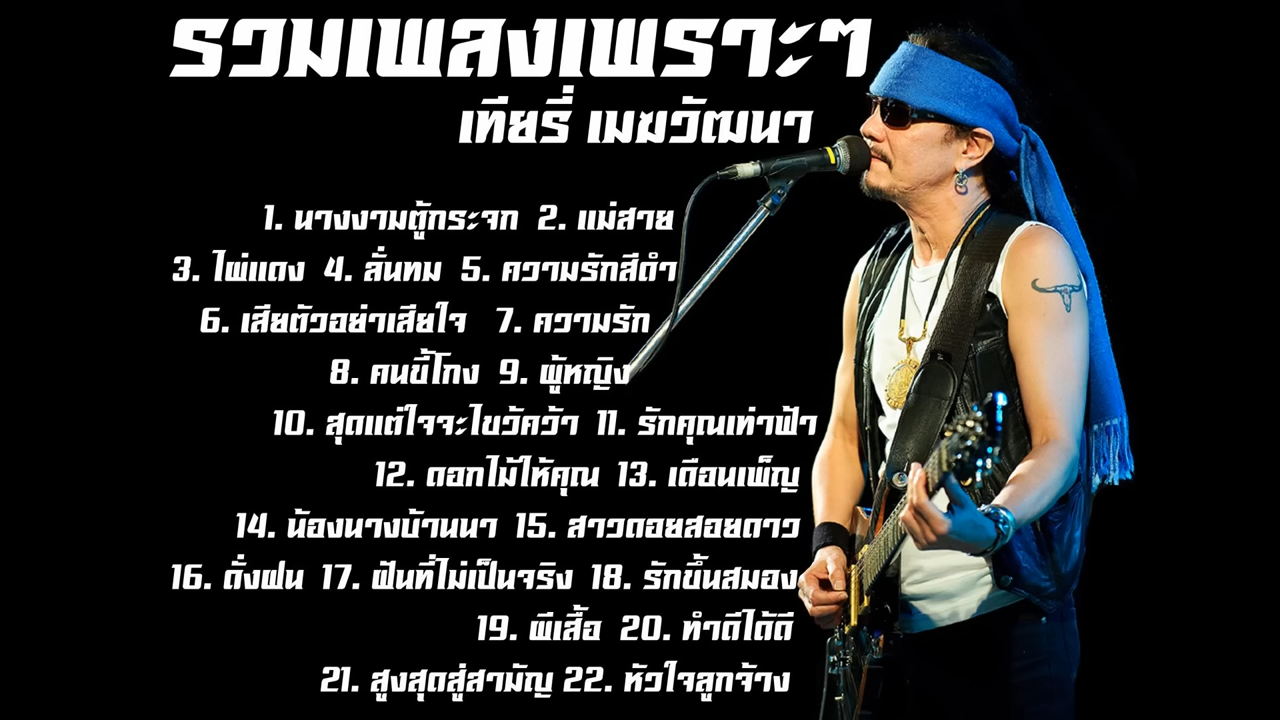 รวมเพลงเพราะๆ
เทียรี่ เมฆวัฒนา
1. นางงามตู้กระจก 2. แม่สาย
3. ไผ่แดง 4. ลั่นทม 5. ความรักสีดำ
6. เสียตัวอย่าเสียใจ 7. ความรัก
8. คนขี้โกง 9. ผู้หญิง
10. สุดแต่ใจจะไขว้คว้า 11. รักคุณเท่าฟ้า
12. ดอกไม้ให้คุณ 13. เดือนเพ็ญ
14. น้องนางบ้านนา 15. สาวดอยสอยดาว
16. ดั่งฝน 17. ฝันที่ไม่เป็นจริง 18. รักขึ้นสมอง
19. ผีเสื้อ 20. ทำดีได้ดี
21. สูงสุดสู่สามัญ 22. หัวใจลูกจ้าง